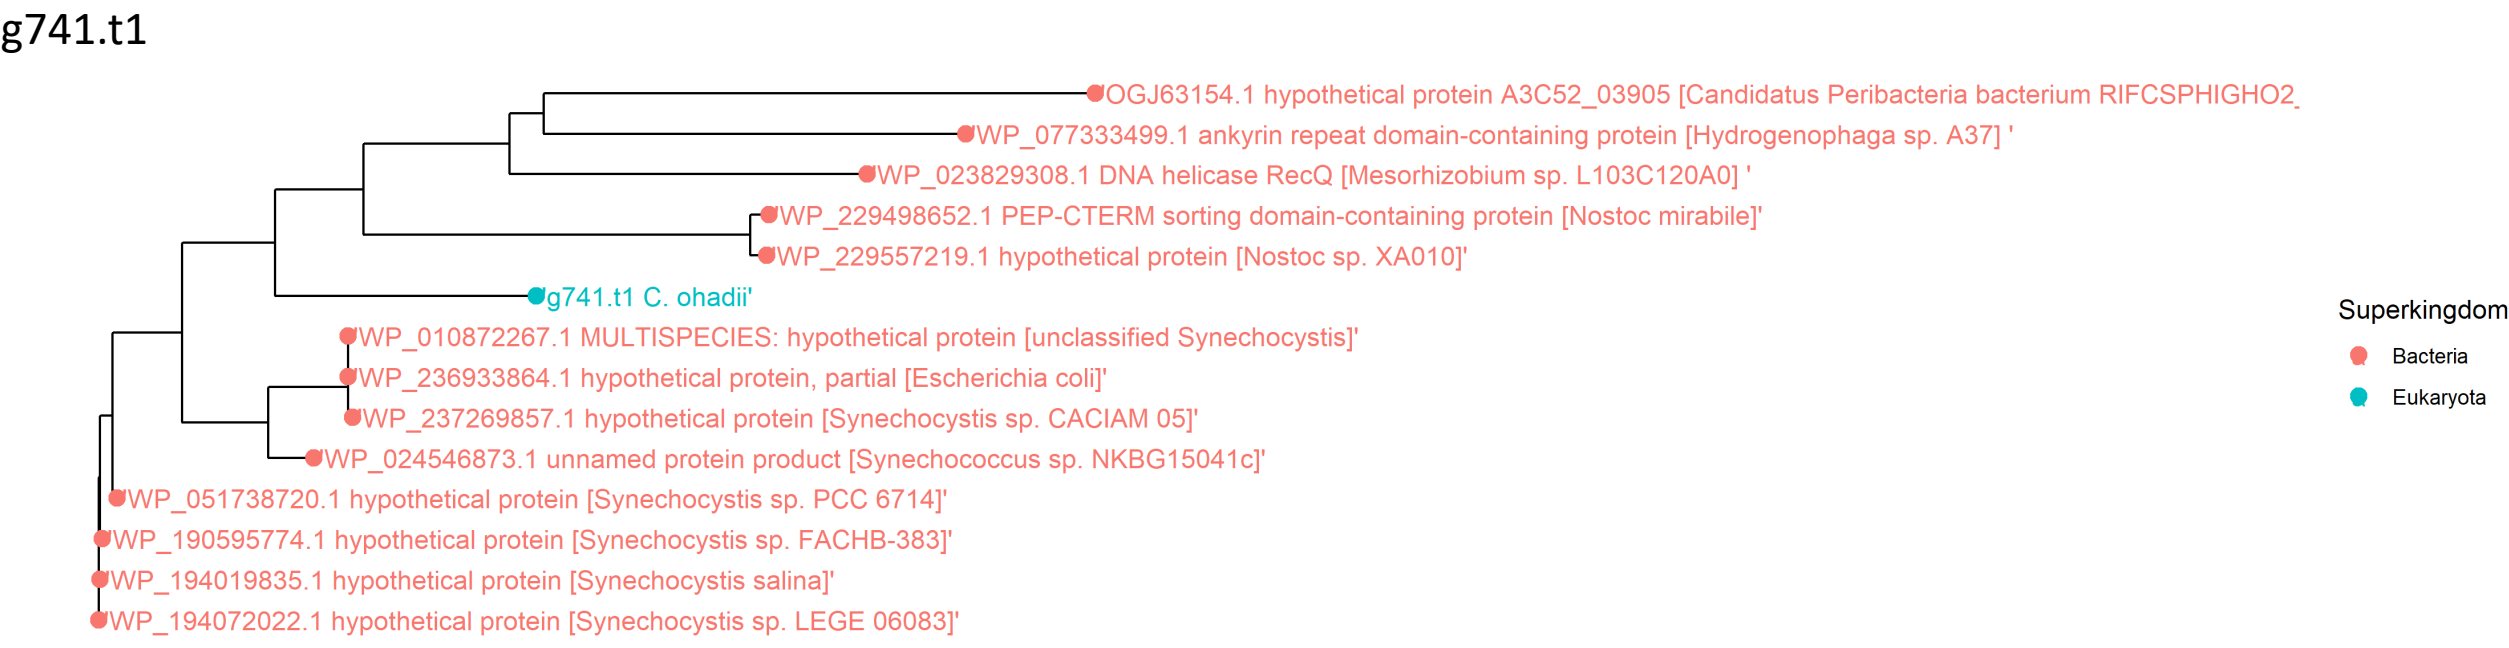 g741.t1
'OGJ63154.1 hypothetical protein A3C52_03905 [Candidatus Peribacteria bacterium RIFCSPHIGHO2_
'WP_077333499.1 ankyrin repeat domain-containing protein [Hydrogenophaga sp. A37] '
'WP_023829308.1 DNA helicase RecQ [Mesorhizobium sp. L103C120A0] '
'WP_229498652.1 PEP-CTERM sorting domain-containing protein [Nostoc mirabile]'
'WP_229557219.1 hypothetical protein [Nostoc sp. XA010]'
'g741.t1 C. ohadii'
'WP_010872267.1 MULTISPECIES: hypothetical protein [unclassified Synechocystis]'
'WP_236933864.1 hypothetical protein, partial [Escherichia coli]'
'WP_237269857.1 hypothetical protein [Synechocystis sp. CACIAM 05]'
'WP_024546873.1 unnamed protein product [Synechococcus sp. NKBG15041c]'
'WP_051738720.1 hypothetical protein [Synechocystis sp. PCC 6714]'
'WP_190595774.1 hypothetical protein [Synechocystis sp. FACHB-383]'
'WP_194019835.1 hypothetical protein [Synechocystis salina]'
'WP_194072022.1 hypothetical protein [Synechocystis sp. LEGE 06083]'
Superkingdom
Bacteria
Eukaryota